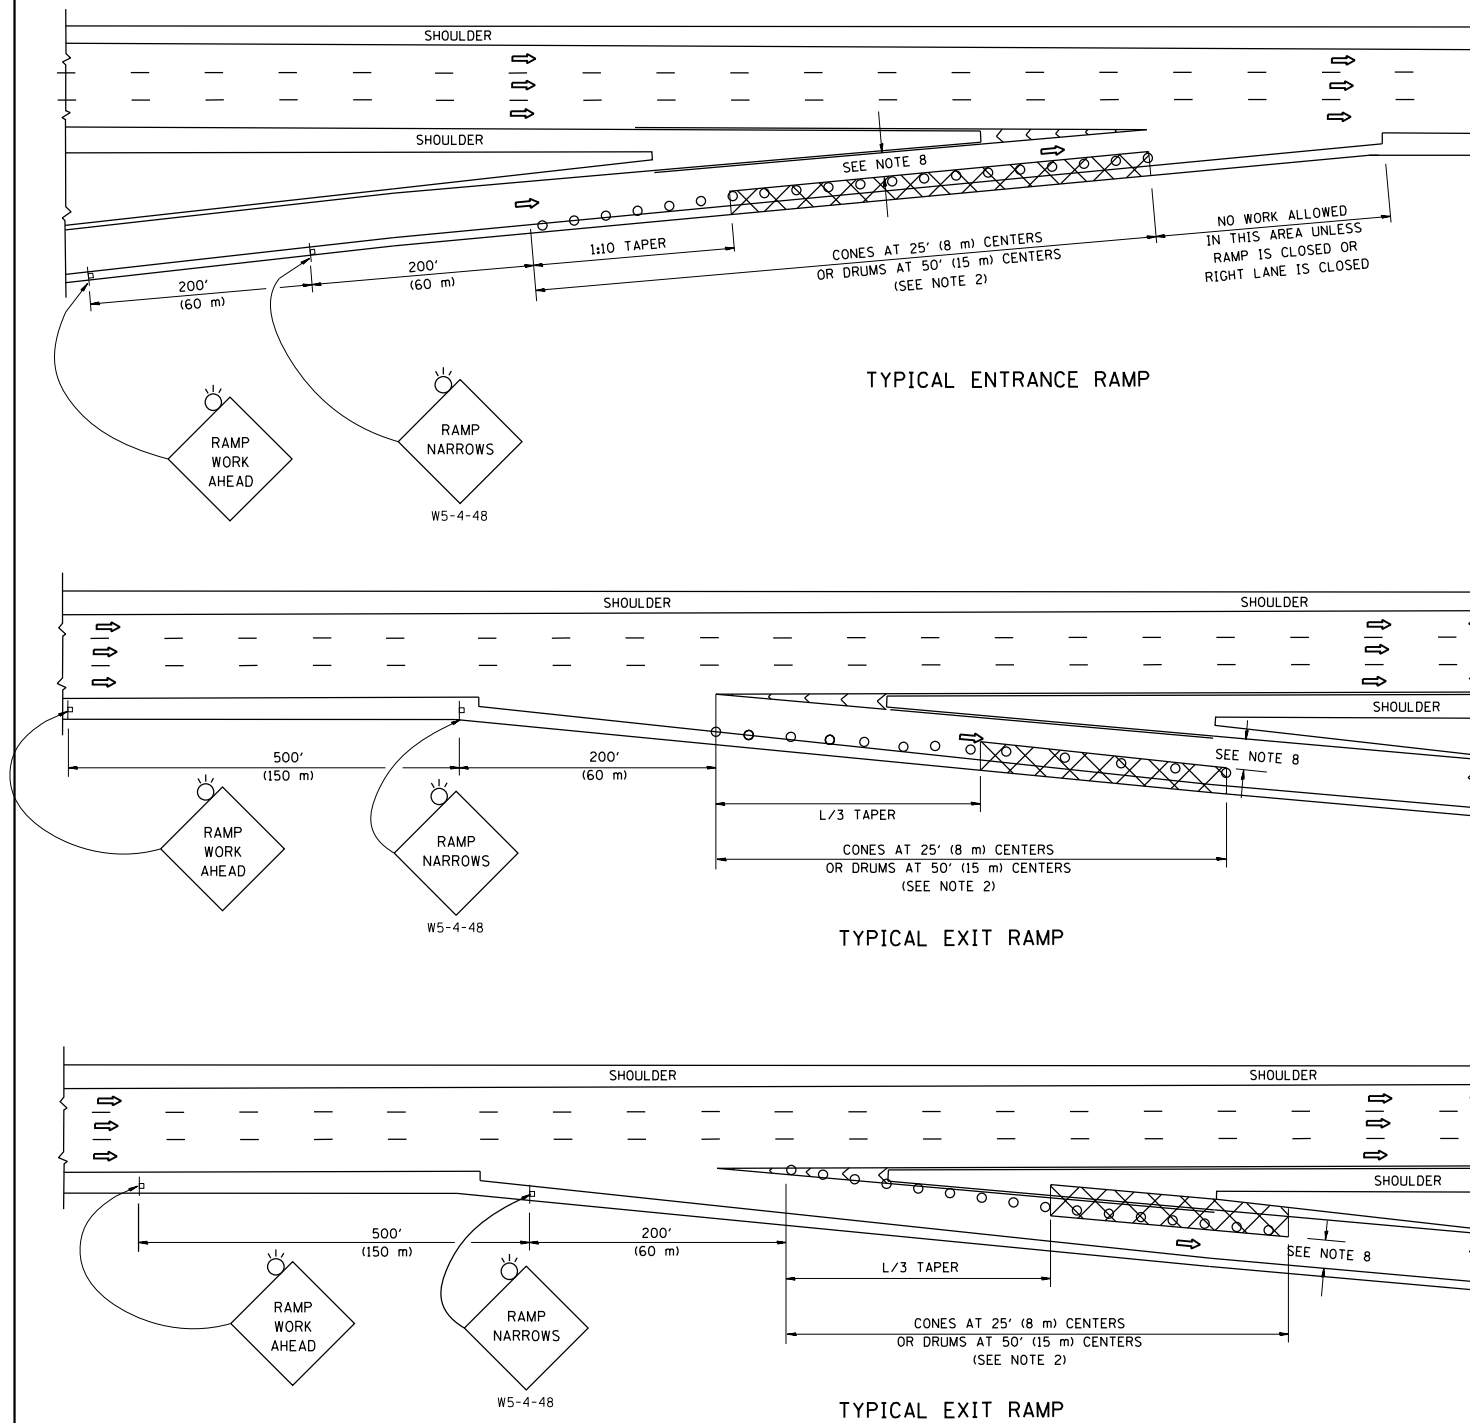 SHOULDER
SHOULDER
SEE NOTE 8
1:10 TAPER
200'
(60 m)
200'
(60 m)
CONES AT 25' (8 m) CENTERS
OR DRUMS AT 50' (15 m) CENTERS
(SEE NOTE 2)
NO WORK ALLOWED
IN THIS AREA UNLESS
RAMP IS CLOSED OR
RIGHT LANE IS CLOSED
RAMP
WORK
AHEAD
RAMP
NARROWS
W5-4-48
TYPICAL ENTRANCE RAMP
SHOULDER
SHOULDER
SHOULDER
SEE NOTE 8
500'
(150 m)
200'
(60 m)
L/3 TAPER
CONES AT 25' (8 m) CENTERS
OR DRUMS AT 50' (15 m) CENTERS
(SEE NOTE 2)
RAMP
WORK
AHEAD
RAMP
NARROWS
W5-4-48
TYPICAL EXIT RAMP
SHOULDER
SHOULDER
SHOULDER
SEE NOTE 8
500'
(150 m)
200'
(60 m)
L/3 TAPER
CONES AT 25' (8 m) CENTERS
OR DRUMS AT 50' (15 m) CENTERS
(SEE NOTE 2)
RAMP
WORK
AHEAD
RAMP
NARROWS
W5-4-48
TYPICAL EXIT RAMP